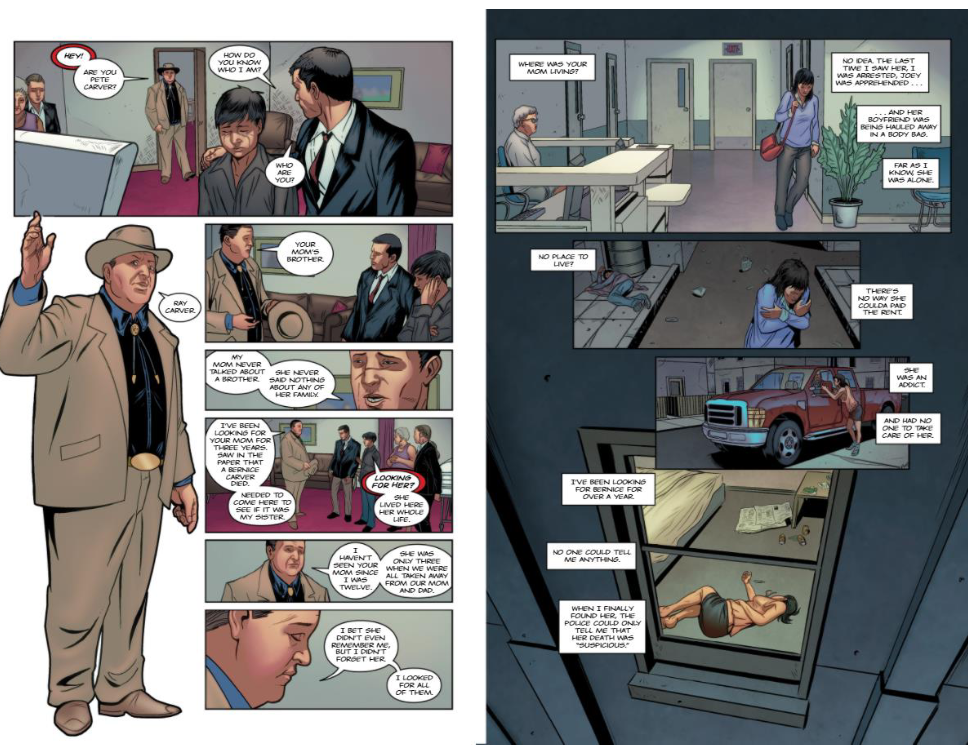 HEY!
ARE YOU
PETE
CARVER?
HOW DO
YOU KNOW
WHO I AM?
WHO
ARE
YOU?
RAY
CARVER.
YOUR
MOM'S
BROTHER.
MY
MOM NEVER
TALKED ABOUT
A BROTHER.
SHE NEVER
SAID NOTHING
ABOUT ANY OF
HER FAMILY.
I'VE BEEN
LOOKING FOR
YOUR MOM FOR
THREE YEARS.
SAW IN THE
PAPER THAT
A BERNICE
CARVER
DIED.
NEEDED TO
COME HERE TO
SEE IF IT WAS
MY SISTER.
LOOKING
FOR HER?
SHE
LIVED HERE
HER WHOLE
LIFE.
I
HAVEN'T
SEEN YOUR
MOM SINCE
I WAS
TWELVE.
SHE WAS
ONLY THREE
WHEN WE WERE
ALL TAKEN AWAY
FROM OUR MOM
AND DAD.
I BET SHE
DIDN'T EVEN
REMEMBER ME,
BUT I DIDN'T
FORGET HER.
I LOOKED
FOR ALL
OF THEM.
WHERE WAS YOUR
MOM LIVING?
NO IDEA. THE LAST
TIME I SAW HER, I
WAS ARRESTED, JOEY
WAS APPREHENDED . . .
. . . AND HER
BOYFRIEND WAS
BEING HAULED AWAY
IN A BODY BAG.
FAR AS I
KNOW, SHE
WAS ALONE.
NO PLACE TO
LIVE?
THERE'S
NO WAY SHE
COULDA PAID
THE RENT.
SHE
WAS AN
ADDICT.
AND HAD NO
ONE TO TAKE
CARE OF HER.
I'VE BEEN LOOKING
FOR BERNICE FOR
OVER A YEAR.
NO ONE COULD TELL
ME ANYTHING.
WHEN I FINALLY
FOUND HER, THE
POLICE COULD ONLY
TELL ME THAT
HER DEATH WAS
"SUSPICIOUS."